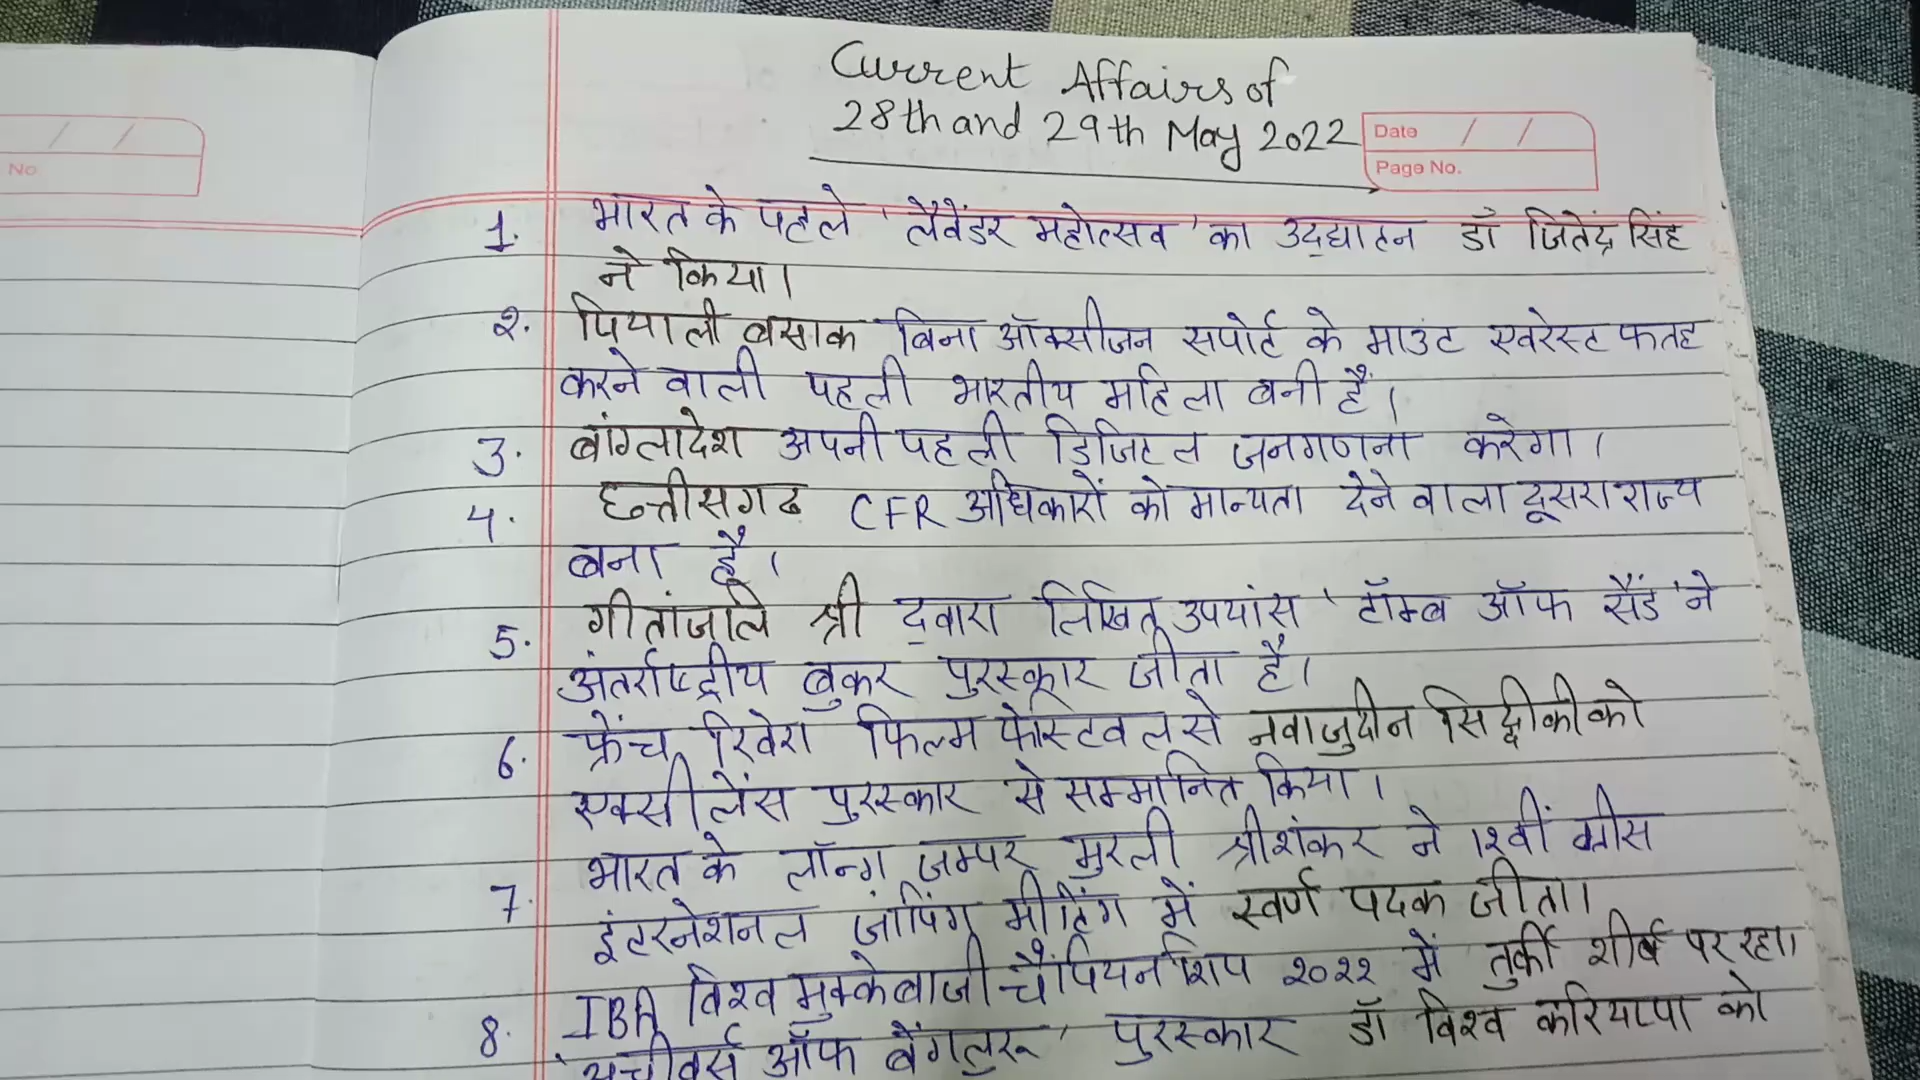 Current Affairs of
28th and 29th May 2022
Date / /
Page No.
No
1. भारत के पहले 'लैवेंडर महोत्सव' का उद्घाटन डॉ जितेंद्र सिंह
ने किया।
२. पियाली बसाक बिना ऑक्सीजन सपोर्ट के माउंट एवरेस्ट फतह
करने वाली पहली भारतीय महिला बनी हैं।
3. बांग्लादेश अपनी पहली डिजिटल जनगणना करेगा।
4. छत्तीसगढ CFR अधिकारों को मान्यता देने वाला दूसरा राज्य
बना है।
5. गीतांजलि श्री द्वारा लिखित उपयांस 'टॉम्ब ऑफ सैंड' ने
अंतर्राष्ट्रीय बुकर पुरस्कार जीता है।
6. फ्रेंच रिवेरा फिल्म फेस्टिवल से नवाजुदीन सिद्दीकी को
एक्सीलेंस पुरस्कार से सम्मानित किया।
7. भारत के लॉन्ग जम्पर मुरली श्रीशंकर ने 1२वीं ग्रीस
इंटरनेशनल जंपिंग मीटिंग में स्वर्ण पदक जीता।
8. IBA विश्व मुक्केबाजी चैंपियनशिप २०२२ में तुर्की शीर्ष पर रहा।
'अचीवर्स ऑफ बेंगलुरू' पुरस्कार डॉ विश्व करियप्पा को